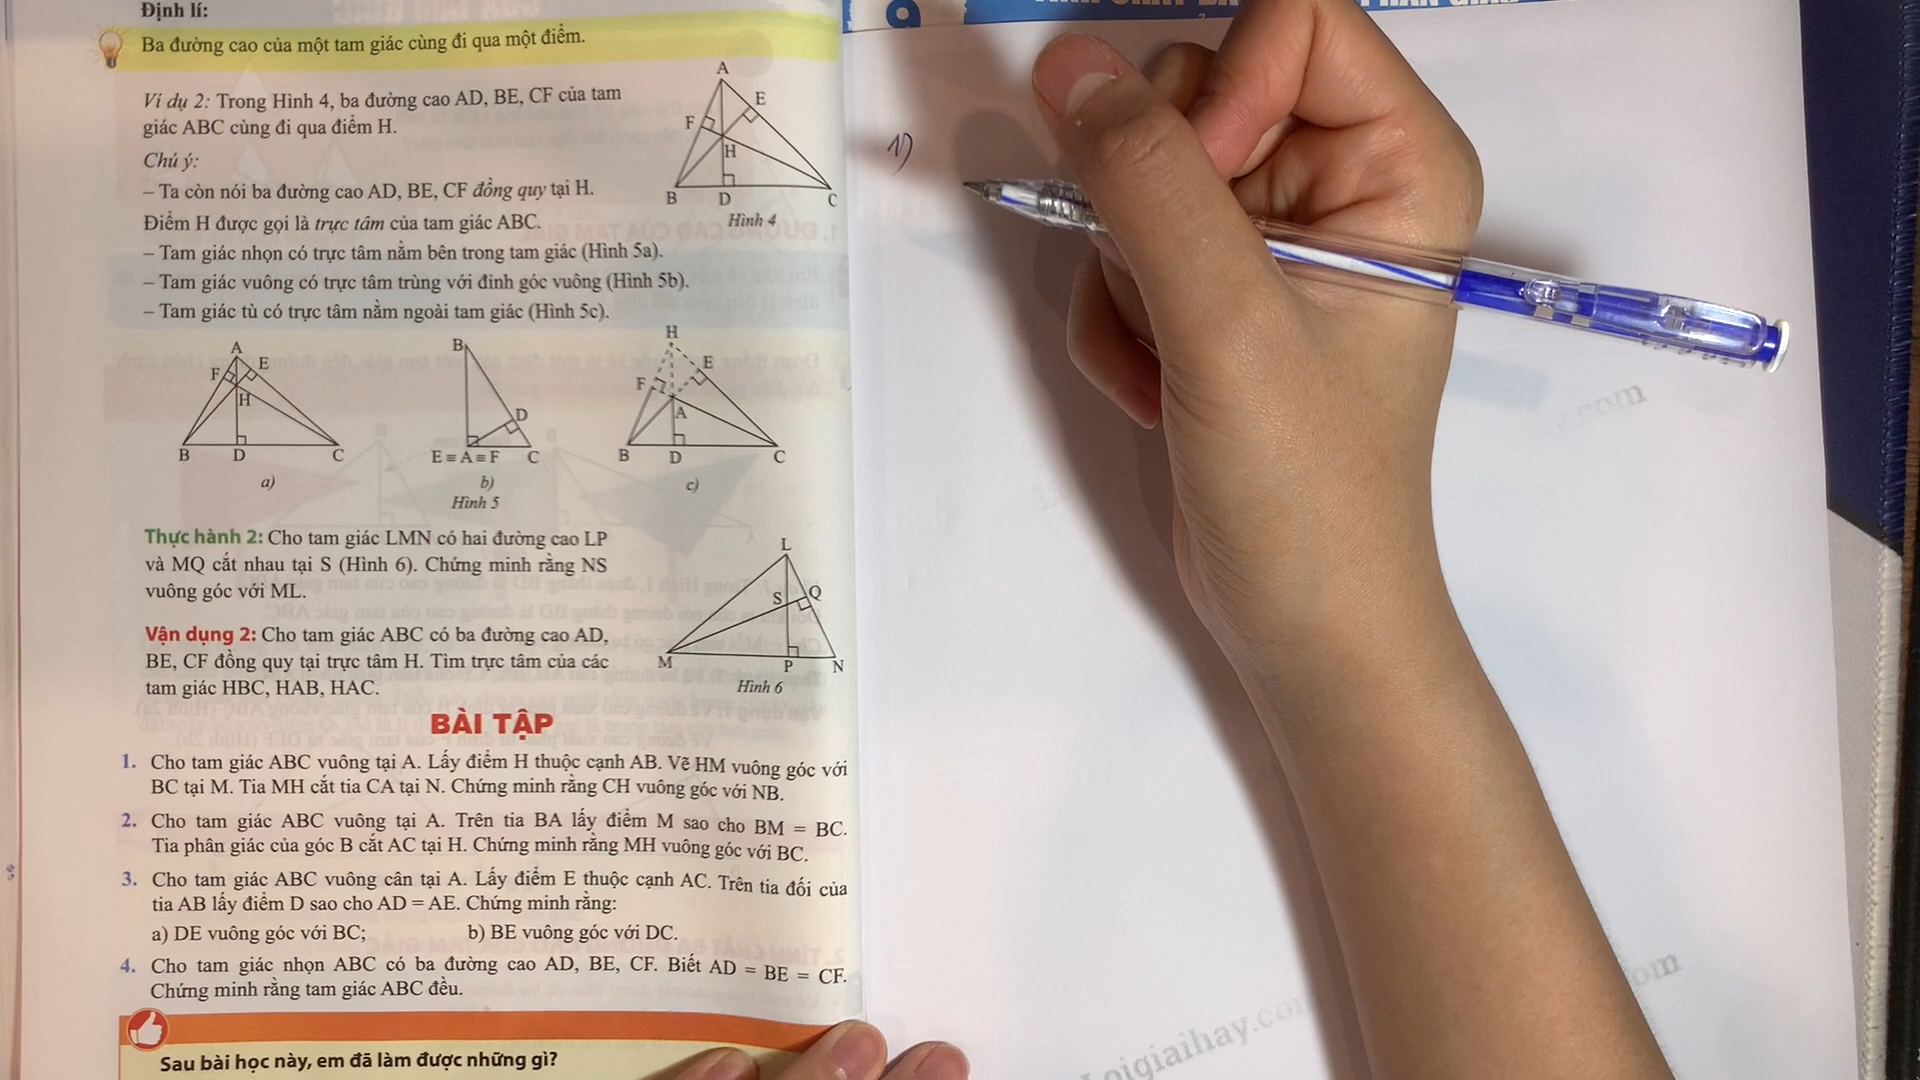 Định lí:
Ba đường cao của một tam giác cùng đi qua một điểm.
Ví dụ 2: Trong Hình 4, ba đường cao AD, BE, CF của tam
giác ABC cùng đi qua điểm H.
Chú ý:
– Ta còn nói ba đường cao AD, BE, CF đồng quy tại H.
Điểm H được gọi là trực tâm của tam giác ABC.
– Tam giác nhọn có trực tâm nằm bên trong tam giác (Hình 5a).
– Tam giác vuông có trực tâm trùng với đỉnh góc vuông (Hình 5b).
– Tam giác tù có trực tâm nằm ngoài tam giác (Hình 5c).
A
E
F
H
B D C
Hình 4
A
E
F
H
B D C
a)
B
D
E≡A≡F C
b)
Hình 5
H
E
F
A
B D C
c)
Thực hành 2: Cho tam giác LMN có hai đường cao LP
và MQ cắt nhau tại S (Hình 6). Chứng minh rằng NS
vuông góc với ML.
Vận dụng 2: Cho tam giác ABC có ba đường cao AD,
BE, CF đồng quy tại trực tâm H. Tìm trực tâm của các
tam giác HBC, HAB, HAC.
L
S Q
M P N
Hình 6
BÀI TẬP
1. Cho tam giác ABC vuông tại A. Lấy điểm H thuộc cạnh AB. Vẽ HM vuông góc với
BC tại M. Tia MH cắt tia CA tại N. Chứng minh rằng CH vuông góc với NB.
2. Cho tam giác ABC vuông tại A. Trên tia BA lấy điểm M sao cho BM = BC.
Tia phân giác của góc B cắt AC tại H. Chứng minh rằng MH vuông góc với BC.
3. Cho tam giác ABC vuông cân tại A. Lấy điểm E thuộc cạnh AC. Trên tia đối của
tia AB lấy điểm D sao cho AD = AE. Chứng minh rằng:
a) DE vuông góc với BC; b) BE vuông góc với DC.
4. Cho tam giác nhọn ABC có ba đường cao AD, BE, CF. Biết AD = BE = CF.
Chứng minh rằng tam giác ABC đều.
Sau bài học này, em đã làm được những gì?
9
1)
Loigiaihay.com